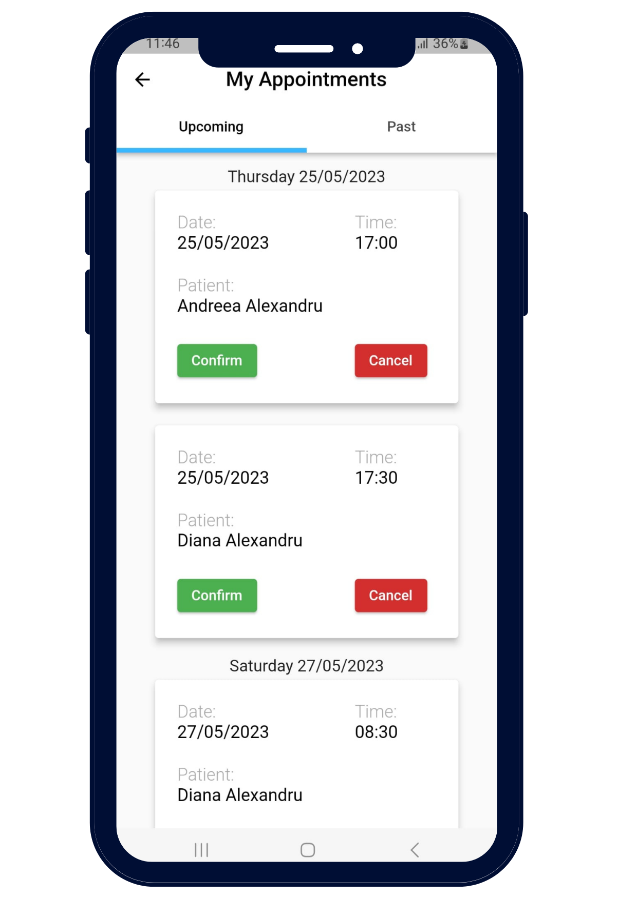 11:46 36%
My Appointments
Upcoming Past
Thursday 25/05/2023
Date: Time:
25/05/2023 17:00
Patient:
Andreea Alexandru
Confirm Cancel
Date: Time:
25/05/2023 17:30
Patient:
Diana Alexandru
Confirm Cancel
Saturday 27/05/2023
Date: Time:
27/05/2023 08:30
Patient:
Diana Alexandru